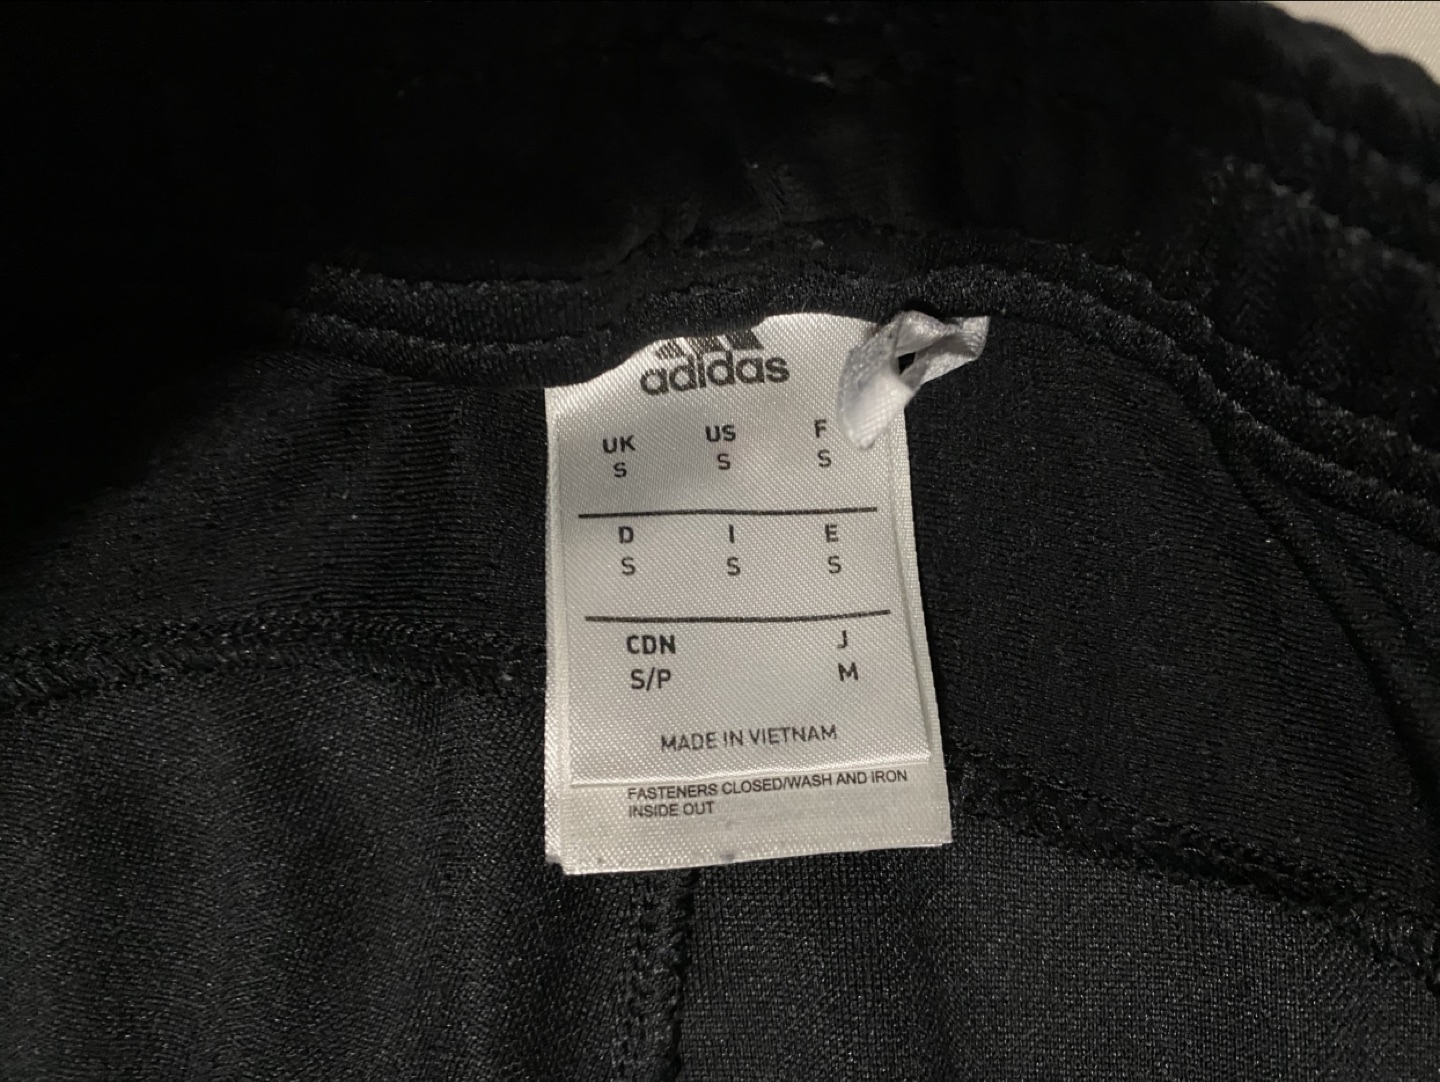 adidas
UK US F
S S S
D I E
S S S
CDN J
S/P M
MADE IN VIETNAM
FASTENERS CLOSED/WASH AND IRON
INSIDE OUT